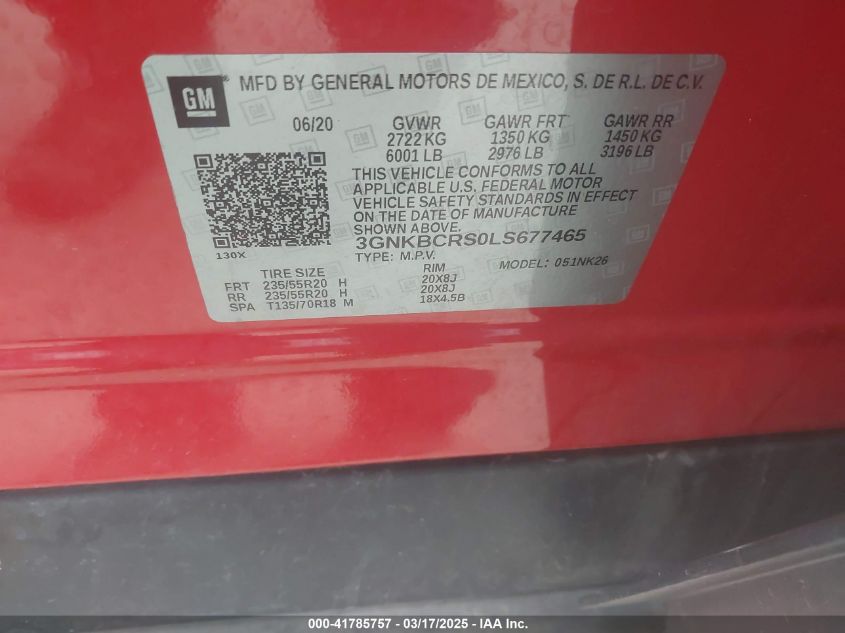 GM
MFD BY GENERAL MOTORS DE MEXICO, S. DE R.L. DE C.V.
06/20 GVWR GAWR FRT GAWR RR
2722 KG 1350 KG 1450 KG
6001 LB 2976 LB 3196 LB
THIS VEHICLE CONFORMS TO ALL
APPLICABLE U.S. FEDERAL MOTOR
VEHICLE SAFETY STANDARDS IN EFFECT
ON THE DATE OF MANUFACTURE
SHOWN ABOVE.
3GNKBCRS0LS677465
130X
TYPE: M.P.V. MODEL: 051NK26
TIRE SIZE RIM
FRT 235/55R20 H 20X8J
RR 235/55R20 H 20X8J
SPA T135/70R18 M 18X4.5B
000-41785757 - 03/17/2025 - IAA Inc.